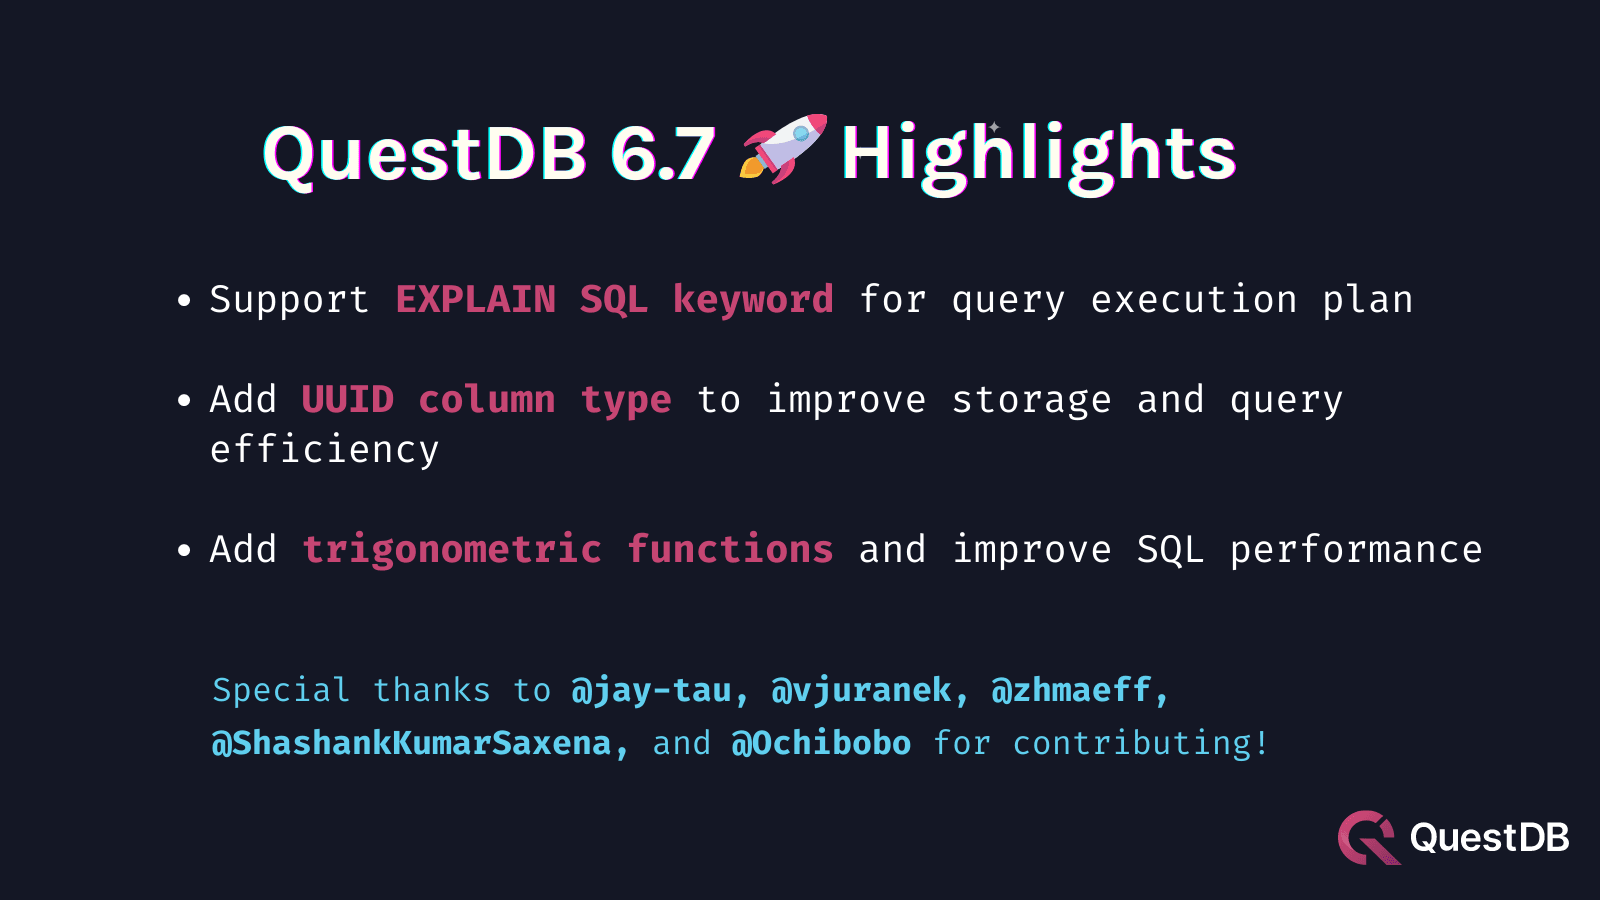 QuestDB 6.7 🚀 Highlights
• Support EXPLAIN SQL keyword for query execution plan
• Add UUID column type to improve storage and query
efficiency
• Add trigonometric functions and improve SQL performance
Special thanks to @jay-tau, @vjuranek, @zhmaeff,
@ShashankKumarSaxena, and @Ochibobo for contributing!
QuestDB